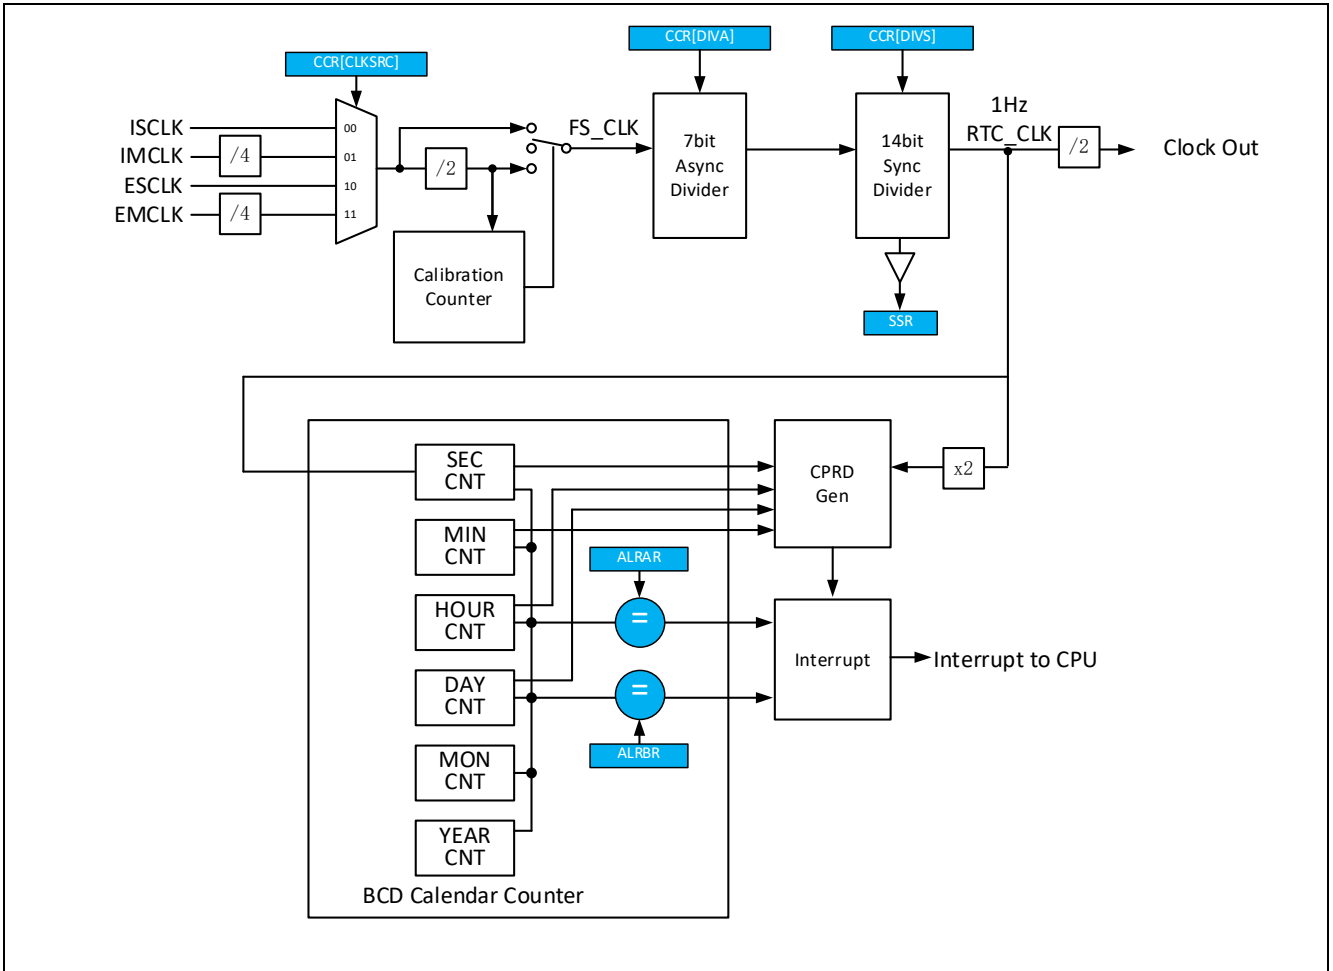 CCR[DIVA]
CCR[DIVS]
CCR[CLKSRC]
1Hz
RTC_CLK
ISCLK
IMCLK
ESCLK
EMCLK
/4
/4
00
01
10
11
/2
FS_CLK
7bit
Async
Divider
14bit
Sync
Divider
/2
Clock Out
Calibration
Counter
SSR
SEC
CNT
MIN
CNT
HOUR
CNT
DAY
CNT
MON
CNT
YEAR
CNT
BCD Calendar Counter
ALRAR
=
=
ALRBR
CPRD
Gen
x2
Interrupt
Interrupt to CPU